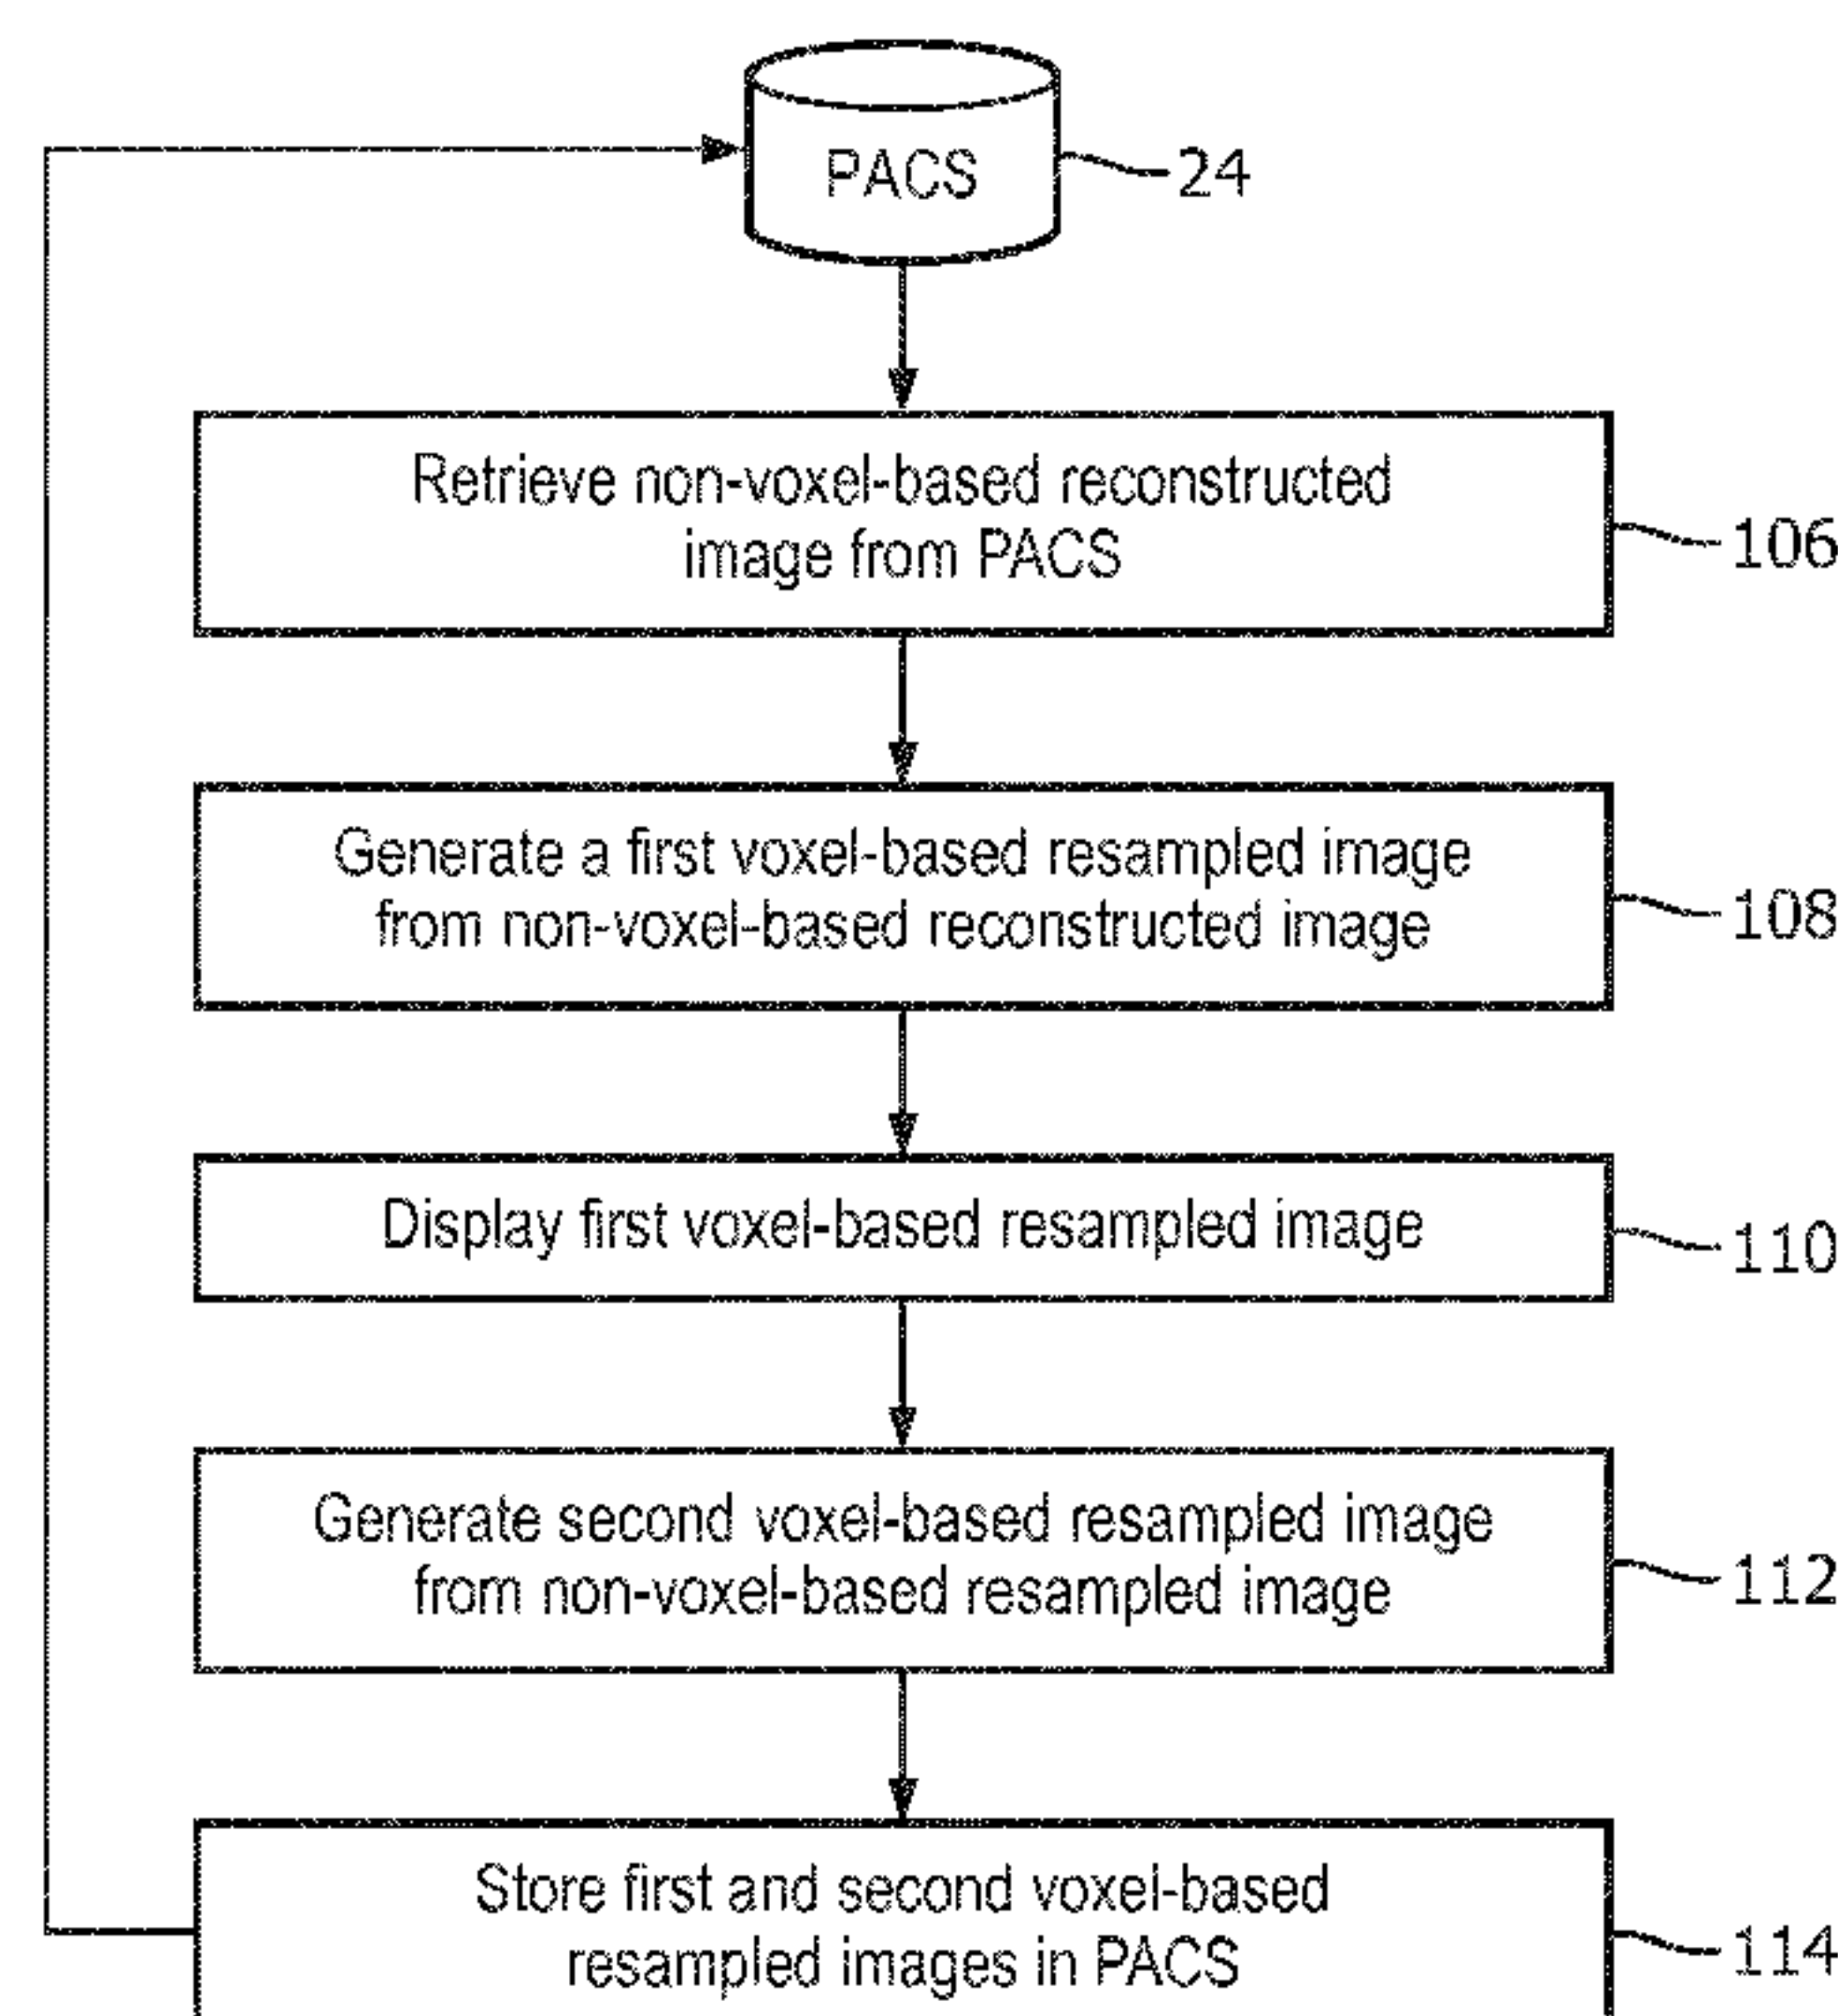 PACS
24
Retrieve non-voxel-based reconstructed
image from PACS
106
Generate a first voxel-based resampled image
from non-voxel-based reconstructed image
108
Display first voxel-based resampled image
110
Generate second voxel-based resampled image
from non-voxel-based resampled image
112
Store first and second voxel-based
resampled images in PACS
114